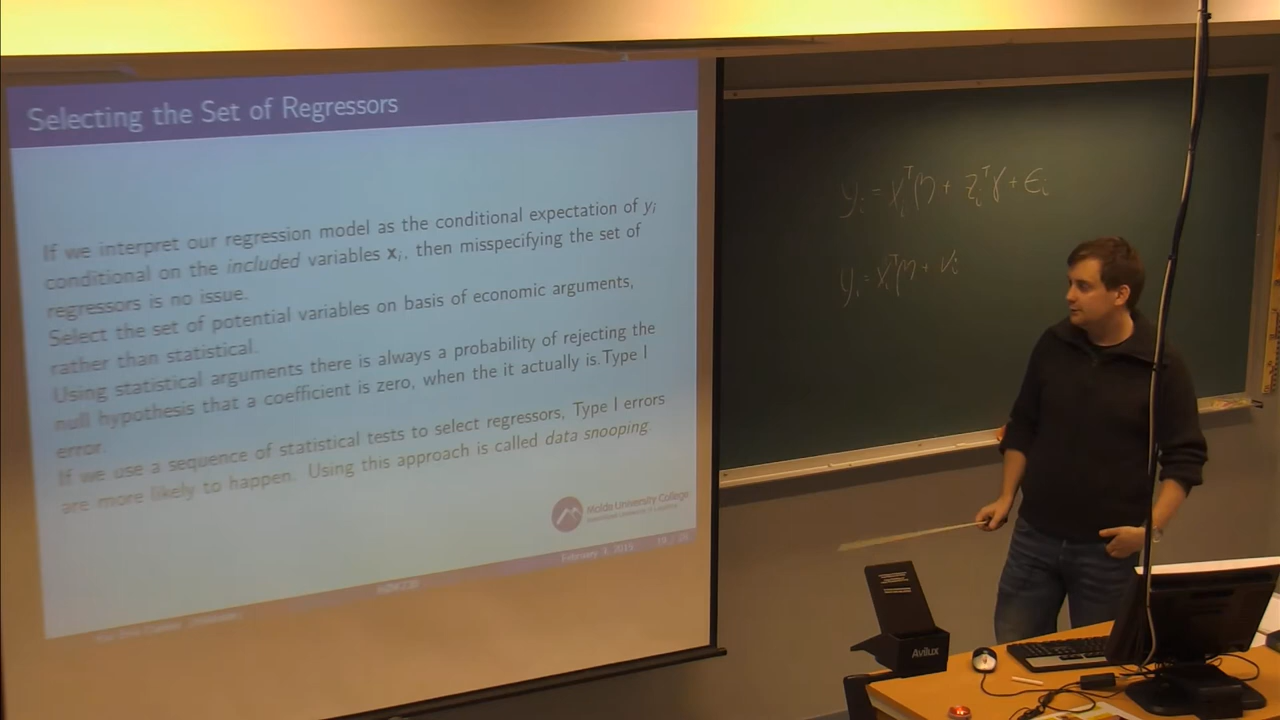 Selecting the Set of Regressors
If we interpret our regression model as the conditional expectation of yᵢ
conditional on the included variables xᵢ, then misspecifying the set of
regressors is no issue.
Select the set of potential variables on basis of economic arguments,
rather than statistical.
Using statistical arguments there is always a probability of rejecting the
null hypothesis that a coefficient is zero, when the it actually is.Type I
error.
If we use a sequence of statistical tests to select regressors, Type I errors
are more likely to happen. Using this approach is called data snooping
Molde University College
February 3, 2015
yᵢ = xᵢᵀβ + zᵢᵀγ + ϵᵢ
yᵢ = xᵢᵀβ + vᵢ
Avilux